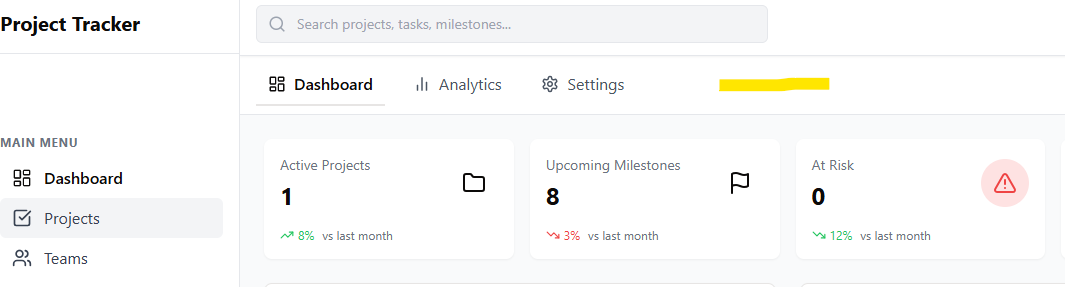 Project Tracker
Search projects, tasks, milestones...
Dashboard
Analytics
Settings
MAIN MENU
Dashboard
Projects
Teams
Active Projects
1
8% vs last month
Upcoming Milestones
8
3% vs last month
At Risk
0
12% vs last month